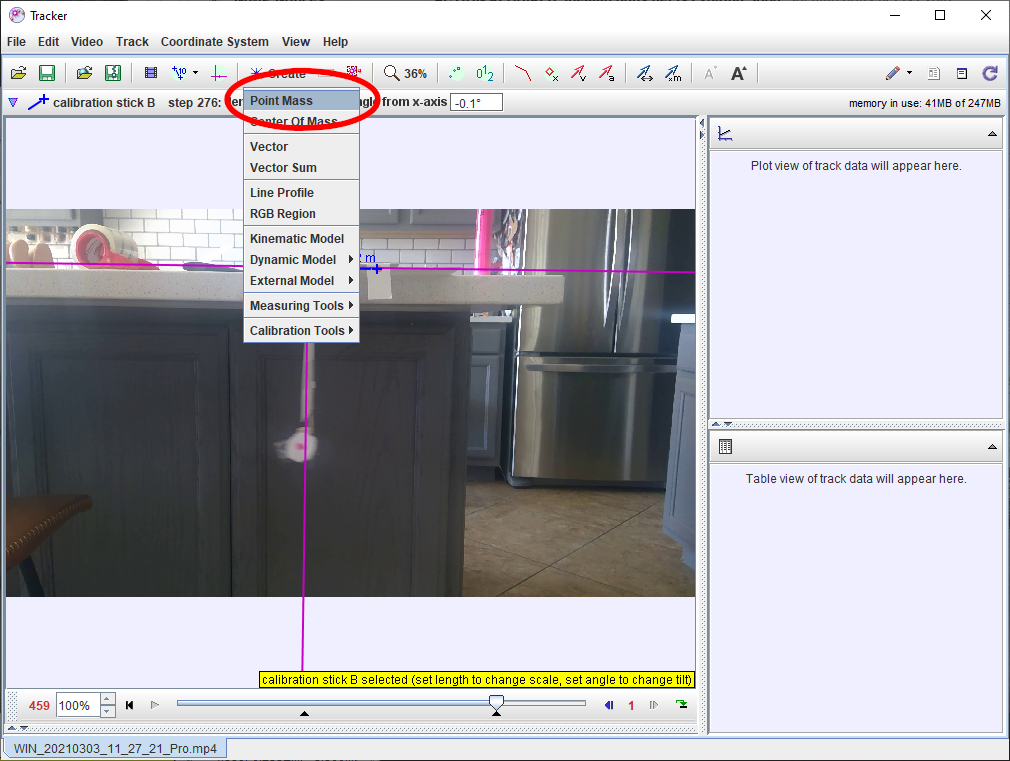 Tracker
File Edit Video Track Coordinate System View Help
Create 36%
calibration stick B step 276: angle from x-axis -0.1°
memory in use: 41MB of 247MB
Point Mass
Center Of Mass
Vector
Vector Sum
Line Profile
RGB Region
Kinematic Model
Dynamic Model
External Model
Measuring Tools
Calibration Tools
m
Plot view of track data will appear here.
Table view of track data will appear here.
calibration stick B selected (set length to change scale, set angle to change tilt)
459 100% 1
WIN_20210303_11_27_21_Pro.mp4